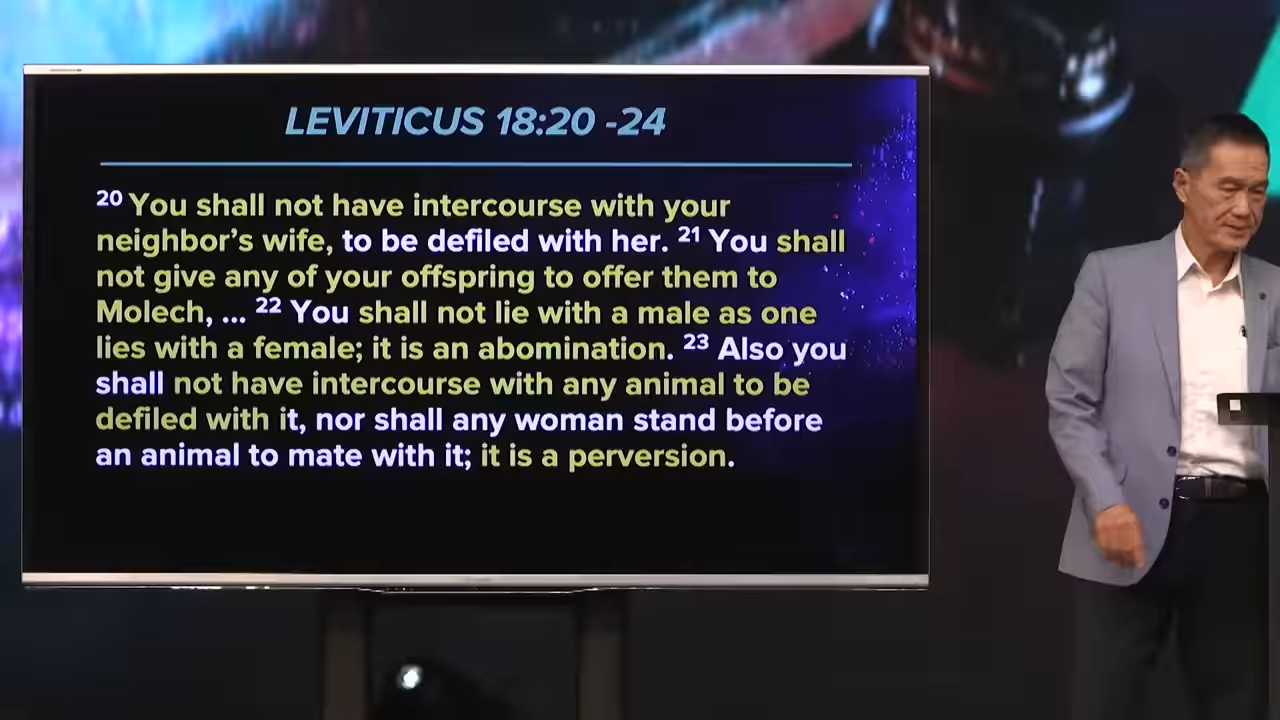 LEVITICUS 18:20 -24
20 You shall not have intercourse with your
neighbor’s wife, to be defiled with her. 21 You shall
not give any of your offspring to offer them to
Molech, ... 22 You shall not lie with a male as one
lies with a female; it is an abomination. 23 Also you
shall not have intercourse with any animal to be
defiled with it, nor shall any woman stand before
an animal to mate with it; it is a perversion.